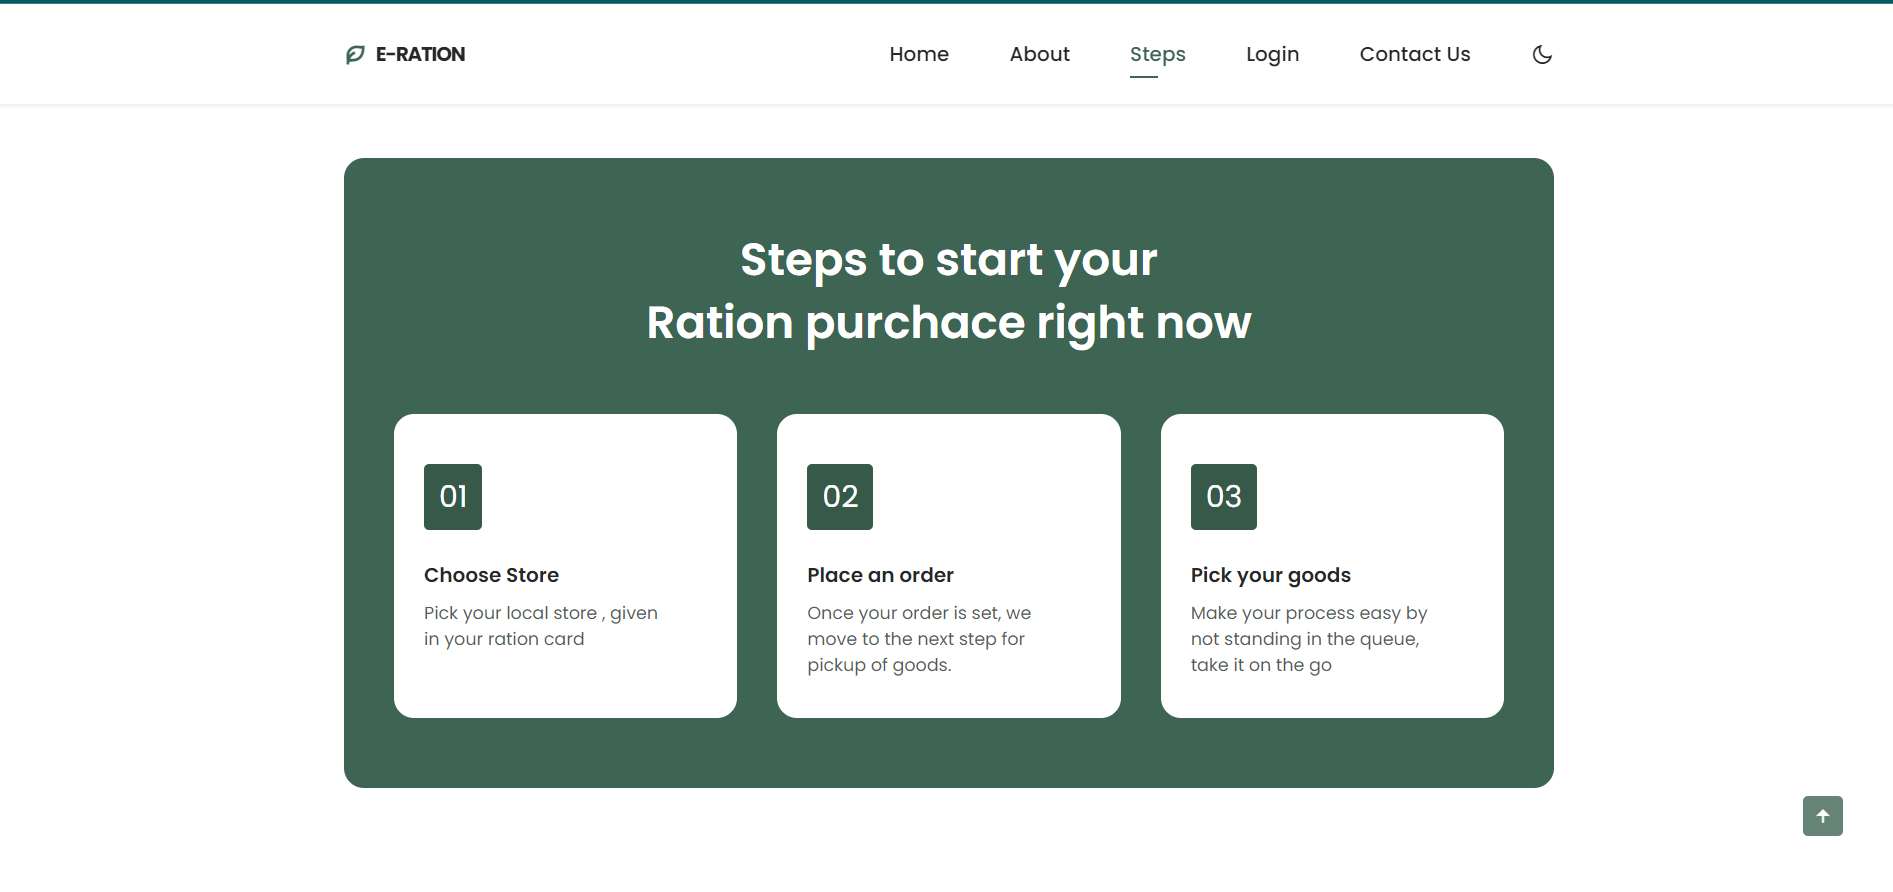 E-RATION
Home
About
Steps
Login
Contact Us
Steps to start your
Ration purchace right now
01
Choose Store
Pick your local store , given
in your ration card
02
Place an order
Once your order is set, we
move to the next step for
pickup of goods.
03
Pick your goods
Make your process easy by
not standing in the queue,
take it on the go